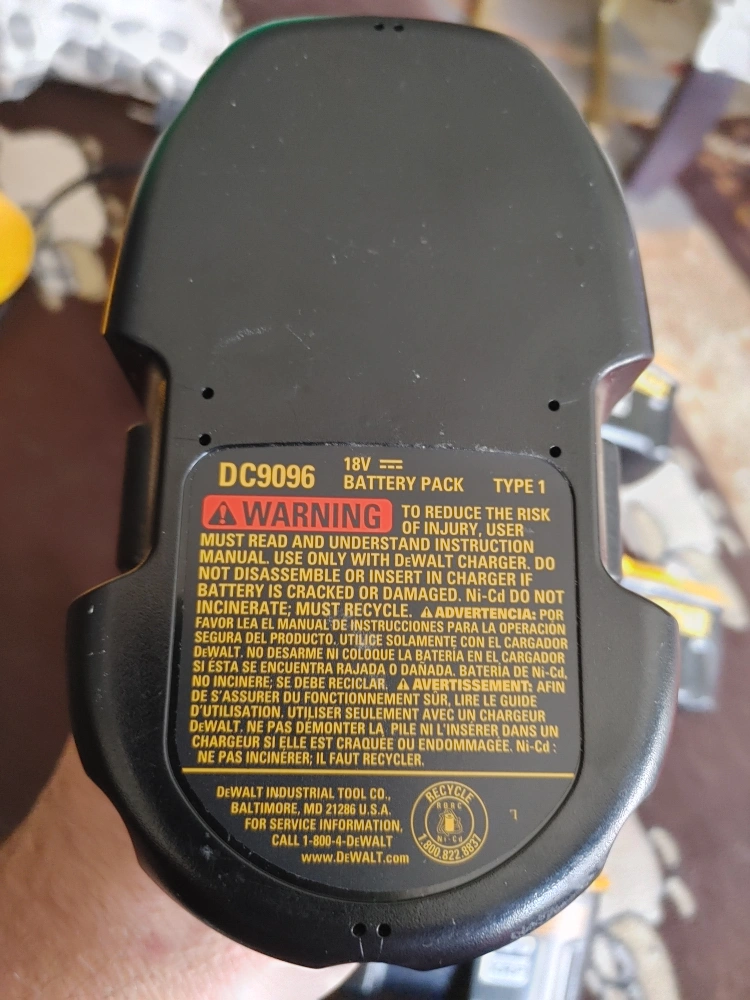 DC9096
18V
BATTERY PACK
TYPE 1
WARNING
TO REDUCE THE RISK
OF INJURY, USER
MUST READ AND UNDERSTAND INSTRUCTION
MANUAL. USE ONLY WITH DEWALT CHARGER. DO
NOT DISASSEMBLE OR INSERT IN CHARGER IF
BATTERY IS CRACKED OR DAMAGED. Ni-Cd DO NOT
INCINERATE; MUST RECYCLE. ADVERTENCIA: POR
FAVOR LEA EL MANUAL DE INSTRUCCIONES PARA LA OPERACIÓN
SEGURA DEL PRODUCTO. UTILICE SOLAMENTE CON EL CARGADOR
DEWALT. NO DESARME NI COLOQUE LA BATERÍA EN EL CARGADOR
SI ÉSTA SE ENCUENTRA RAJADA O DAÑADA. BATERÍA DE Ni-Cd,
NO INCINERE; SE DEBE RECICLAR. AVERTISSEMENT: AFIN
DE S'ASSURER DU FONCTIONNEMENT SÛR, LIRE LE GUIDE
D'UTILISATION. UTILISER SEULEMENT AVEC UN CHARGEUR
DEWALT. NE PAS DÉMONTER LA PILE NI L'INSÉRER DANS UN
CHARGEUR SI ELLE EST CRAQUÉE OU ENDOMMAGÉE. Ni-Cd :
NE PAS INCINÉRER; IL FAUT RECYCLER.
DEWALT INDUSTRIAL TOOL CO.,
BALTIMORE, MD 21286 U.S.A.
FOR SERVICE INFORMATION,
CALL 1-800-4-DEWALT
www.DEWALT.com
RECYCLE
RBRC
Ni-Cd
1.800.822.8837